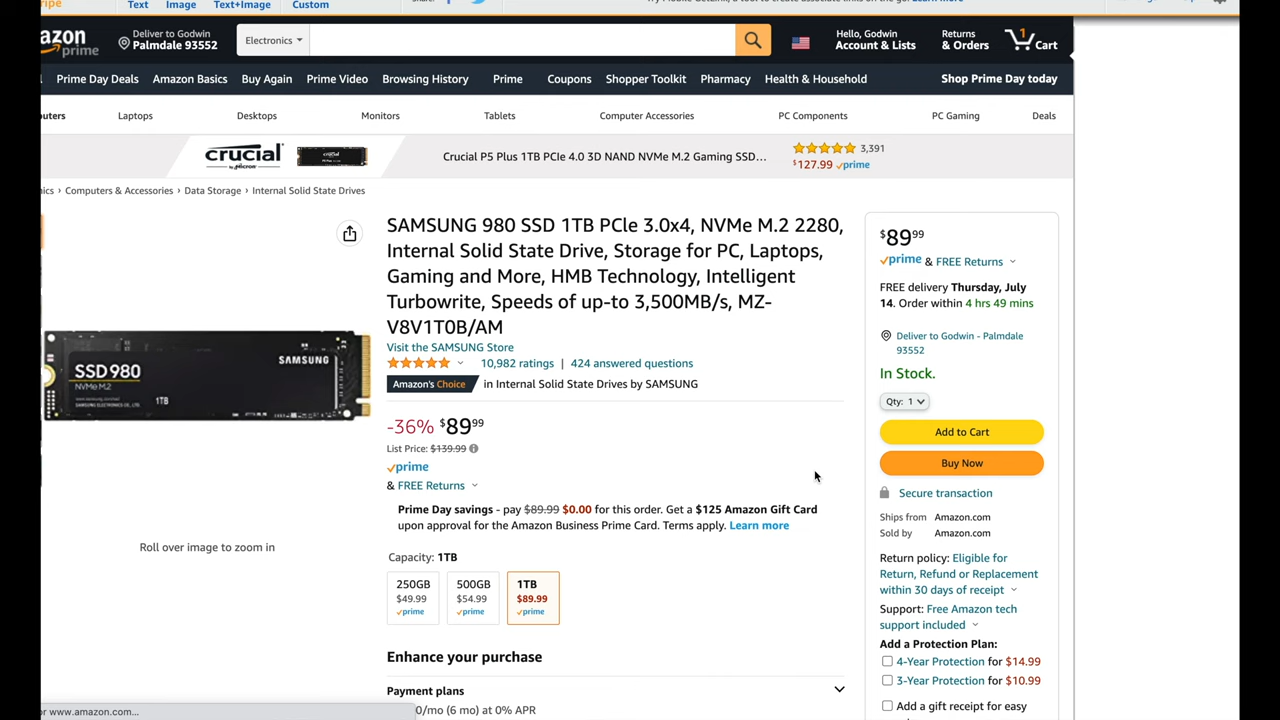 ripe
Text
Image
Text+Image
Custom
azon
prime
Deliver to Godwin
Palmdale 93552
Electronics
Hello, Godwin
Account & Lists
Returns
& Orders
1
Cart
Prime Day Deals
Amazon Basics
Buy Again
Prime Video
Browsing History
Prime
Coupons
Shopper Toolkit
Pharmacy
Health & Household
Shop Prime Day today
uters
Laptops
Desktops
Monitors
Tablets
Computer Accessories
PC Components
PC Gaming
Deals
crucial
by Micron
Crucial P5 Plus 1TB PCIe 4.0 3D NAND NVMe M.2 Gaming SSD...
3,391
$127.99 prime
nics › Computers & Accessories › Data Storage › Internal Solid State Drives
SAMSUNG
SSD 980
NVMe M.2
1TB
Roll over image to zoom in
SAMSUNG 980 SSD 1TB PCle 3.0x4, NVMe M.2 2280,
Internal Solid State Drive, Storage for PC, Laptops,
Gaming and More, HMB Technology, Intelligent
Turbowrite, Speeds of up-to 3,500MB/s, MZ-
V8V1T0B/AM
Visit the SAMSUNG Store
10,982 ratings | 424 answered questions
Amazon's Choice in Internal Solid State Drives by SAMSUNG
-36% $8999
List Price: $139.99
prime
& FREE Returns
Prime Day savings - pay $89.99 $0.00 for this order. Get a $125 Amazon Gift Card
upon approval for the Amazon Business Prime Card. Terms apply. Learn more
Capacity: 1TB
250GB
$49.99
prime
500GB
$54.99
prime
1TB
$89.99
prime
Enhance your purchase
Payment plans
0/mo (6 mo) at 0% APR
$8999
prime & FREE Returns
FREE delivery Thursday, July
14. Order within 4 hrs 49 mins
Deliver to Godwin - Palmdale
93552
In Stock.
Qty: 1
Add to Cart
Buy Now
Secure transaction
Ships from Amazon.com
Sold by Amazon.com
Return policy: Eligible for
Return, Refund or Replacement
within 30 days of receipt
Support: Free Amazon tech
support included
Add a Protection Plan:
4-Year Protection for $14.99
3-Year Protection for $10.99
Add a gift receipt for easy
or www.amazon.com...